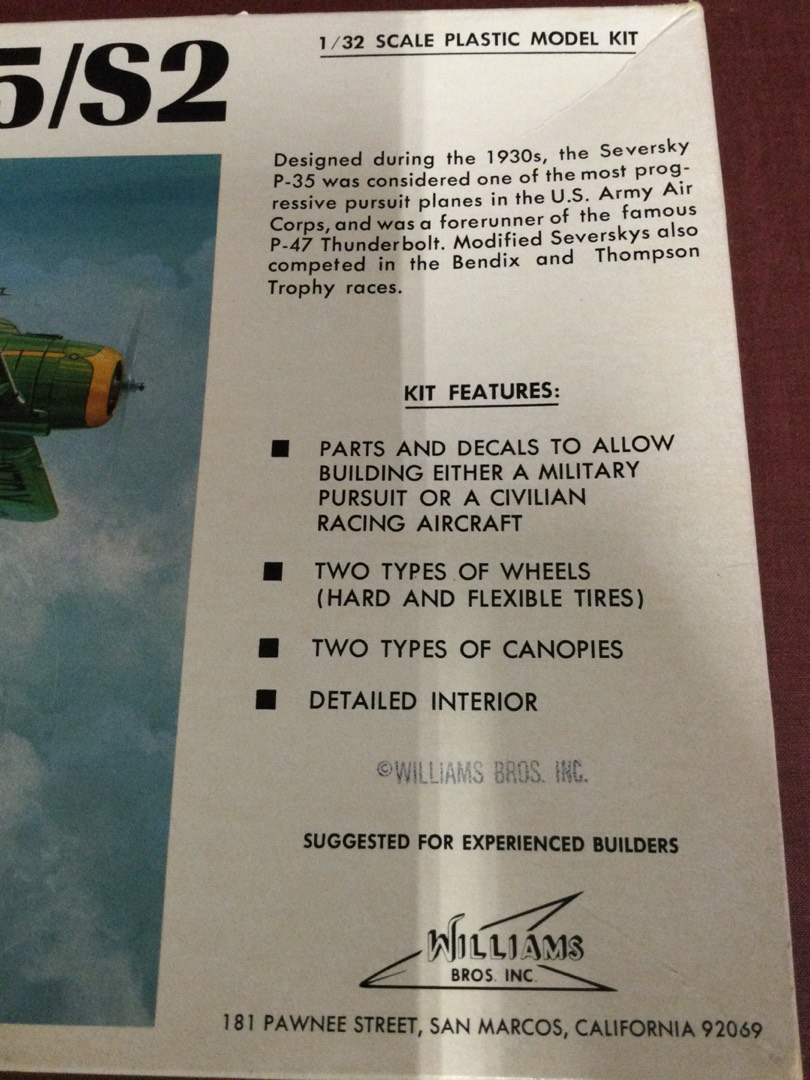 5/S2
1/32 SCALE PLASTIC MODEL KIT
Designed during the 1930s, the Seversky
P-35 was considered one of the most prog-
ressive pursuit planes in the U.S. Army Air
Corps, and was a forerunner of the famous
P-47 Thunderbolt. Modified Severskys also
competed in the Bendix and Thompson
Trophy races.
KIT FEATURES:
■ PARTS AND DECALS TO ALLOW
BUILDING EITHER A MILITARY
PURSUIT OR A CIVILIAN
RACING AIRCRAFT
■ TWO TYPES OF WHEELS
(HARD AND FLEXIBLE TIRES)
■ TWO TYPES OF CANOPIES
■ DETAILED INTERIOR
©WILLIAMS BROS. INC.
SUGGESTED FOR EXPERIENCED BUILDERS
WILLIAMS
BROS. INC.
181 PAWNEE STREET, SAN MARCOS, CALIFORNIA 92069